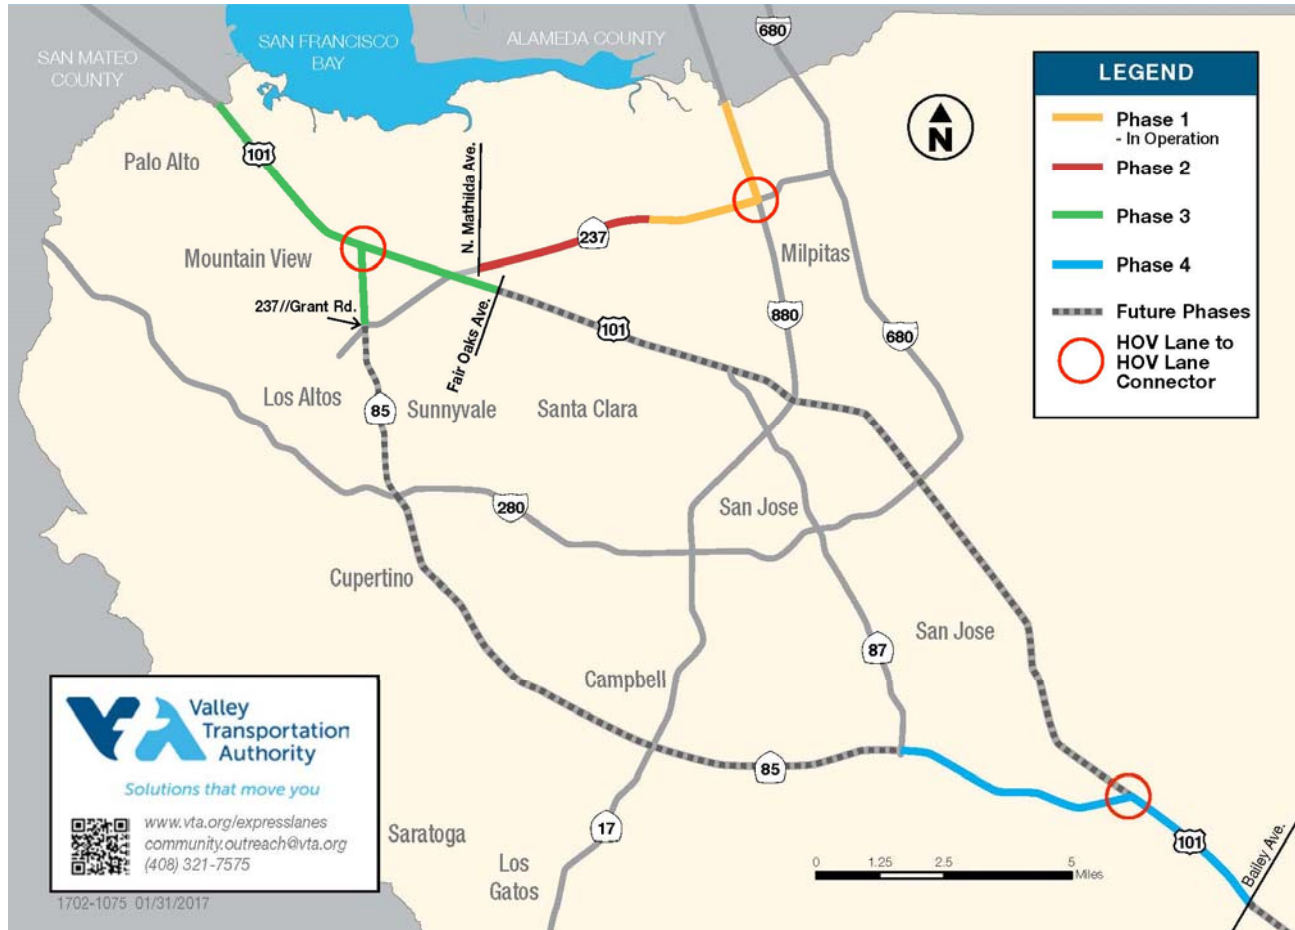 SAN MATEO
COUNTY
SAN FRANCISCO
BAY
ALAMEDA COUNTY
680
N
LEGEND
Phase 1
- In Operation
Phase 2
Phase 3
Phase 4
Future Phases
HOV Lane to
HOV Lane
Connector
Palo Alto
101
N. Mathilda Ave.
237
Milpitas
Mountain View
237//Grant Rd.
Fair Oaks Ave.
101
880
680
Los Altos
85
Sunnyvale
Santa Clara
280
San Jose
Cupertino
San Jose
87
Campbell
85
101
Bailey Ave.
17
Saratoga
Los
Gatos
0 1.25 2.5 5
Miles
Valley
Transportation
Authority
Solutions that move you
www.vta.org/expresslanes
community.outreach@vta.org
(408) 321-7575
1702-1075 01/31/2017